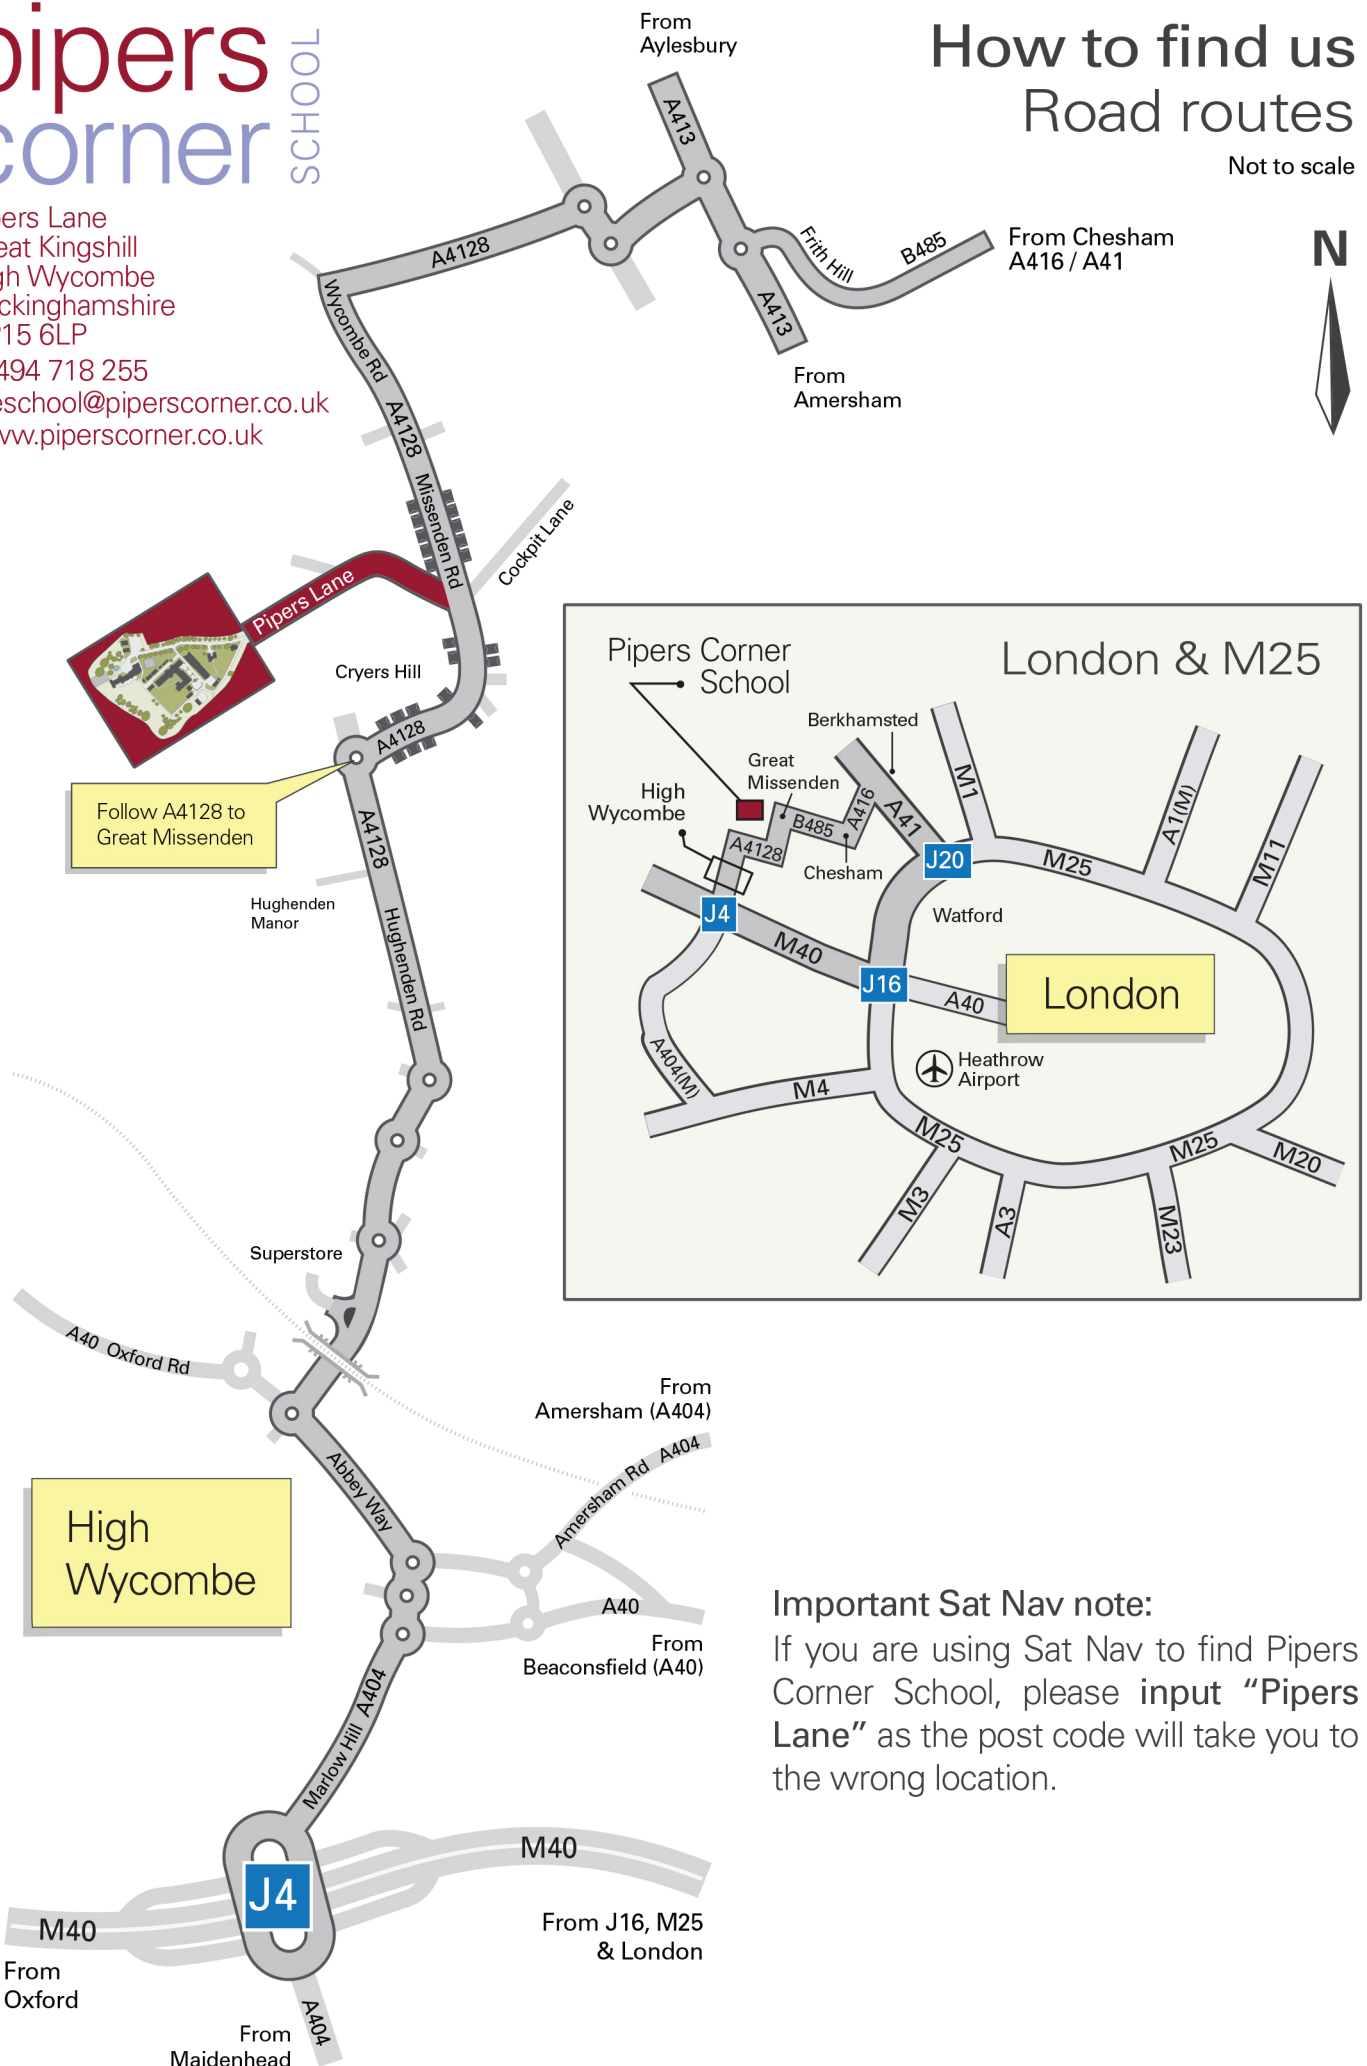 pipers
corner
SCHOOL
Lane
Kingshill
Wycombe
6LP
494 718 255
@piperscorner.co.uk
.piperscorner.co.uk
How to find us
Road routes
Not to scale
N
From
Aylesbury
A413
A4128
Frith Hill
B485
From Chesham
A416 / A41
A413
From
Amersham
Wycombe Rd
A4128
Missenden Rd
Cockpit Lane
Pipers Lane
Cryers Hill
A4128
Follow A4128 to
Great Missenden
A4128
Hughenden
Manor
Hughenden Rd
Superstore
A40 Oxford Rd
From
Amersham (A404)
Amersham Rd A404
Abbey Way
High
Wycombe
A40
From
Beaconsfield (A40)
Marlow Hill A404
M40
J4
M40
From J16, M25
& London
From
Oxford
A404
From
Maidenhead
London & M25
Pipers Corner
School
Berkhamsted
Great
Missenden
High
Wycombe
M1
A1(M)
M11
A416
A41
B485
A4128
Chesham
J20
M25
J4
Watford
M40
J16
A40
London
Heathrow
Airport
A404(M)
M4
M25
M25
M20
M3
A3
M23
Important Sat Nav note:
If you are using Sat Nav to find Pipers
Corner School, please input “Pipers
Lane” as the post code will take you to
the wrong location.